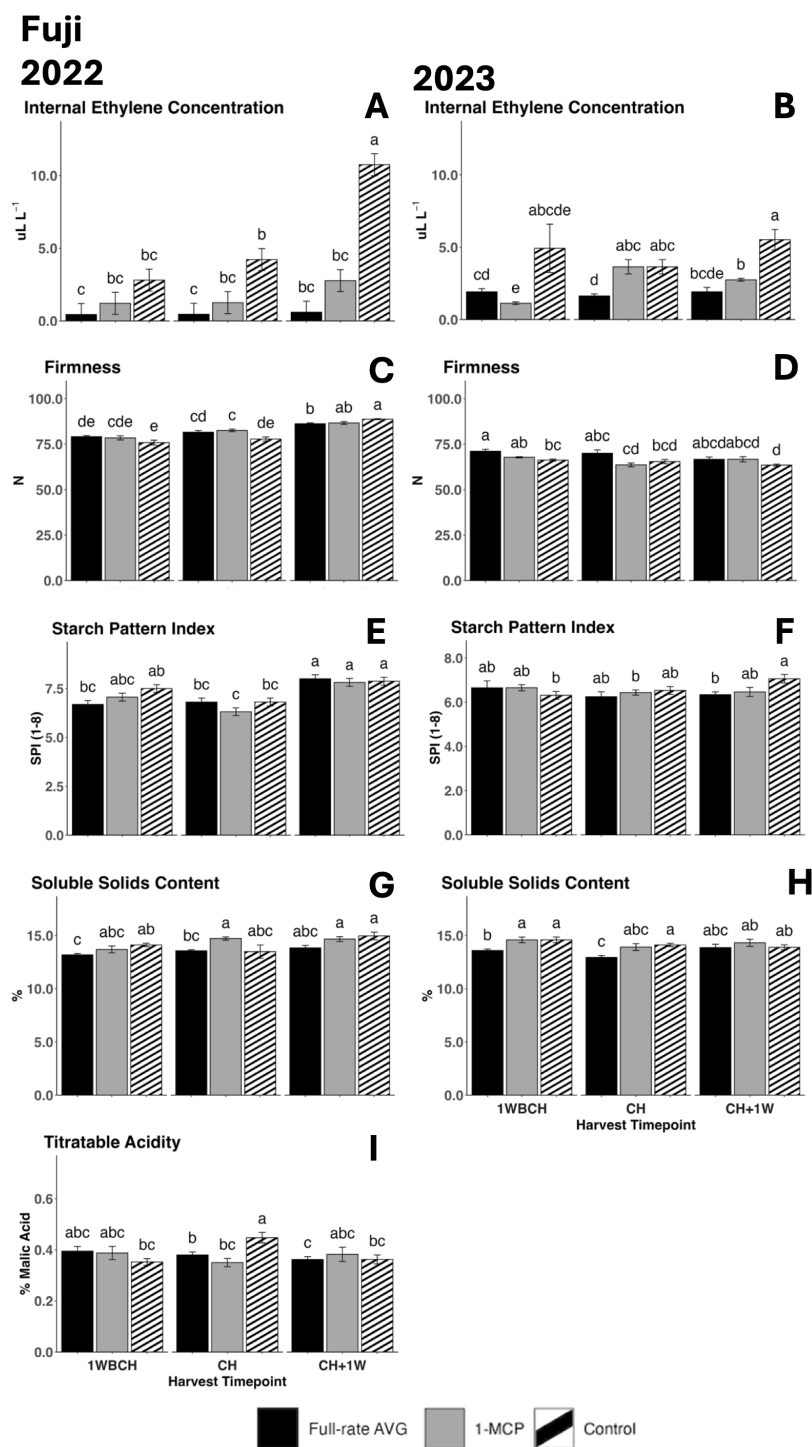 Fuji
2022
2023
Internal Ethylene Concentration
A
Internal Ethylene Concentration
B
uL L⁻¹
10.0
5.0
0.0
c bc bc
c bc b
bc bc a
uL L⁻¹
10.0
5.0
0.0
cd e abcde
d abc abc
bcde b a
Firmness
C
Firmness
D
N
100.0
75.0
50.0
25.0
0.0
de cde e
cd c de
b ab a
N
100.0
75.0
50.0
25.0
0.0
a ab bc
abc cd bcd
abcd abcd d
Starch Pattern Index
E
Starch Pattern Index
F
SPI (1-8)
7.5
5.0
2.5
0.0
bc abc ab
bc c bc
a a a
SPI (1-8)
8.0
6.0
4.0
2.0
0.0
ab ab b
ab b ab
b ab a
Soluble Solids Content
G
Soluble Solids Content
H
%
15.0
10.0
5.0
0.0
c abc ab
bc a abc
abc a a
%
15.0
10.0
5.0
0.0
b a a
c abc a
abc ab ab
1WBCH CH CH+1W
Harvest Timepoint
Titratable Acidity
I
% Malic Acid
0.6
0.4
0.2
0.0
abc abc bc
b bc a
c abc bc
1WBCH CH CH+1W
Harvest Timepoint
Full-rate AVG 1-MCP Control